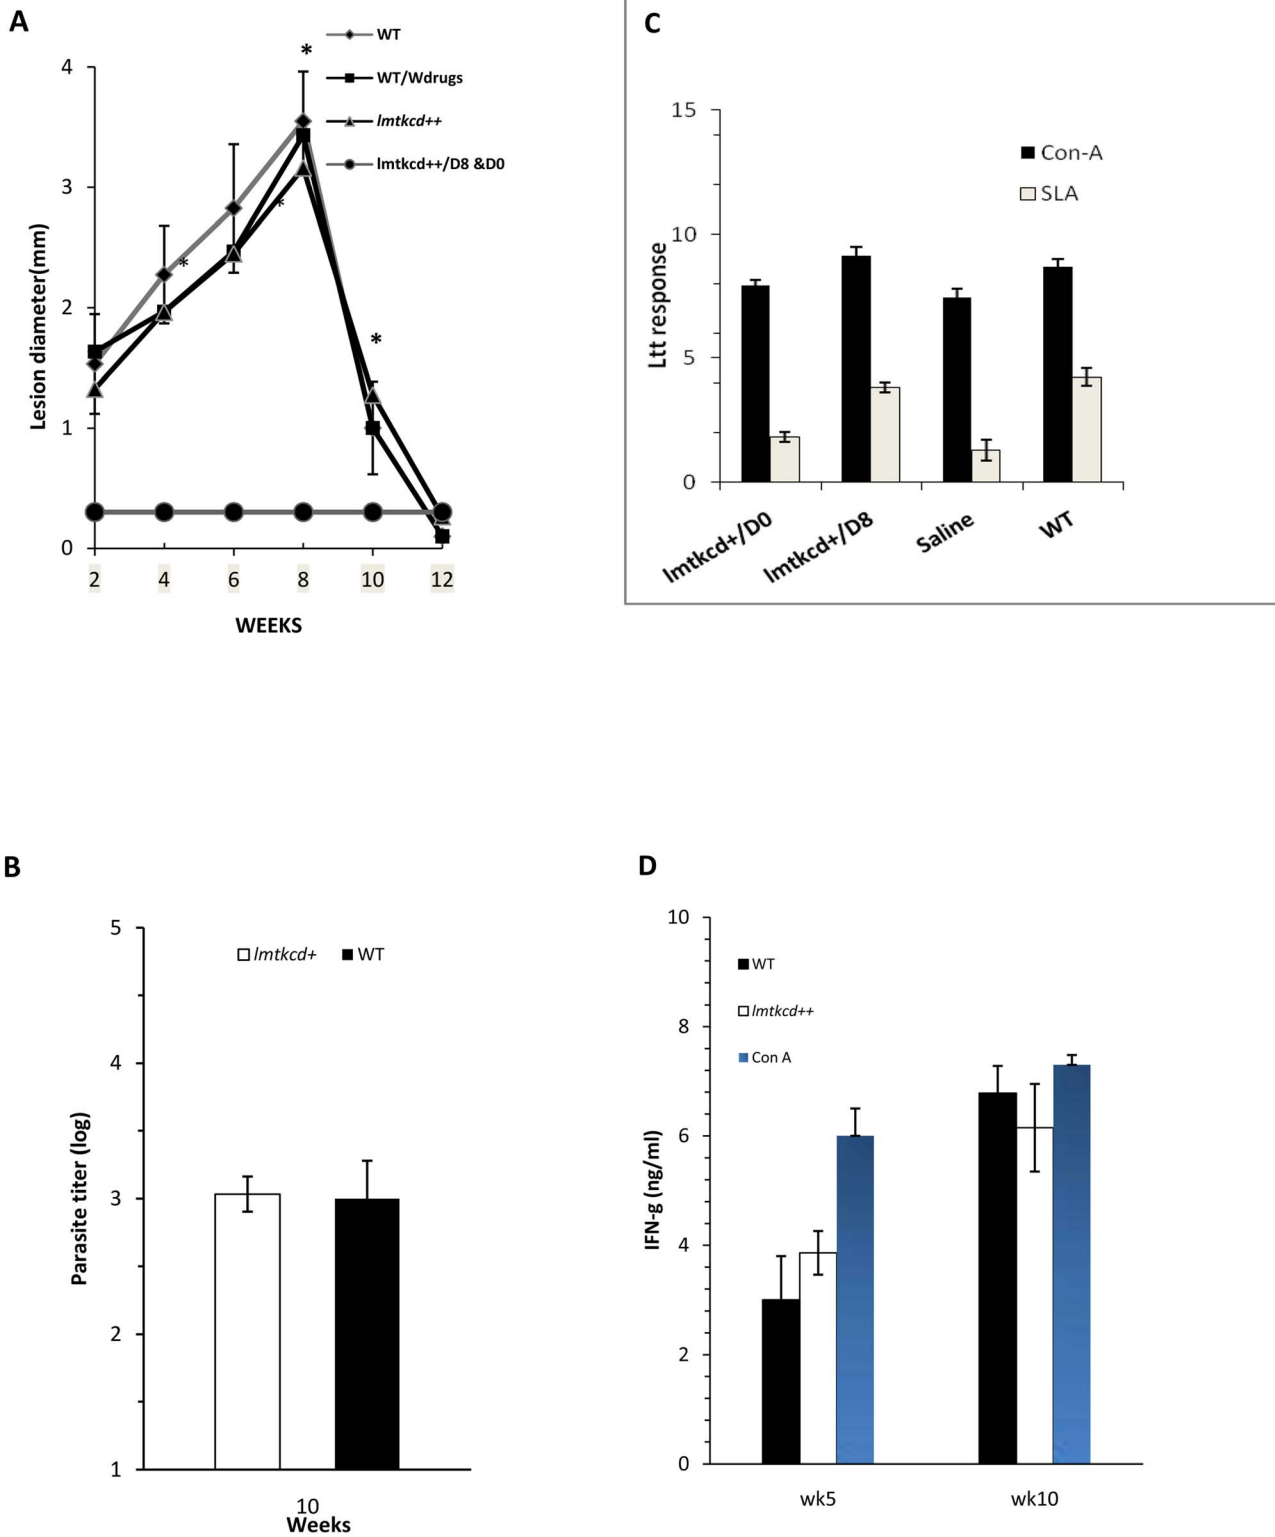 A
WT
WT/Wdrugs
lmtkcd++
lmtkcd++/D8 &D0
*
*
*
*
4
3
2
1
0
Lesion diameter(mm)
2 4 6 8 10 12
WEEKS
C
15
10
5
0
Ltt response
Con-A
SLA
lmtkcd+/D0
lmtkcd+/D8
Saline
WT
B
5
4
3
2
1
Parasite titer (log)
lmtkcd+ WT
10
Weeks
D
10
8
6
4
2
0
IFN-g (ng/ml)
WT
lmtkcd++
Con A
wk5 wk10